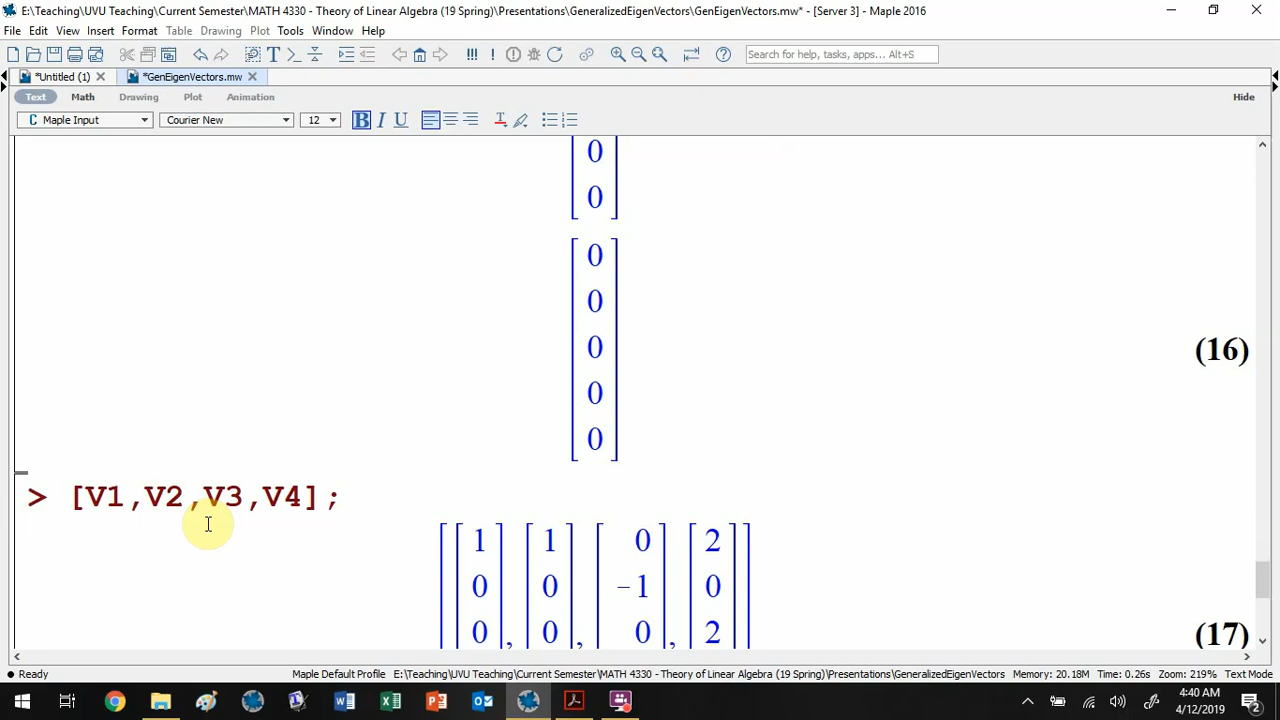 E:\Teaching\UVU Teaching\Current Semester\MATH 4330 - Theory of Linear Algebra (19 Spring)\Presentations\GeneralizedEigenVectors\GenEigenVectors.mw* - [Server 3] - Maple 2016
File Edit View Insert Format Table Drawing Plot Spreadsheet Tools Window Help
Search for help, tasks, apps... Alt+S
*Untitled (1) *GenEigenVectors.mw
Text Math Drawing Plot Animation Hide
C Maple Input Courier New 12 B I U
0
0
0
0
0
0
0
(16)
> [V1,V2,V3,V4];
1 1 0 2
0 0 -1 0
0 , 0 , 0 , 2
(17)
Ready Maple Default Profile E:\Teaching\UVU Teaching\Current Semester\MATH 4330 - Theory of Linear Algebra (19 Spring)\Presentations\GeneralizedEigenVectors Memory: 20.18M Time: 0.26s Zoom: 219% Text Mode
4:40 AM
4/12/2019
2